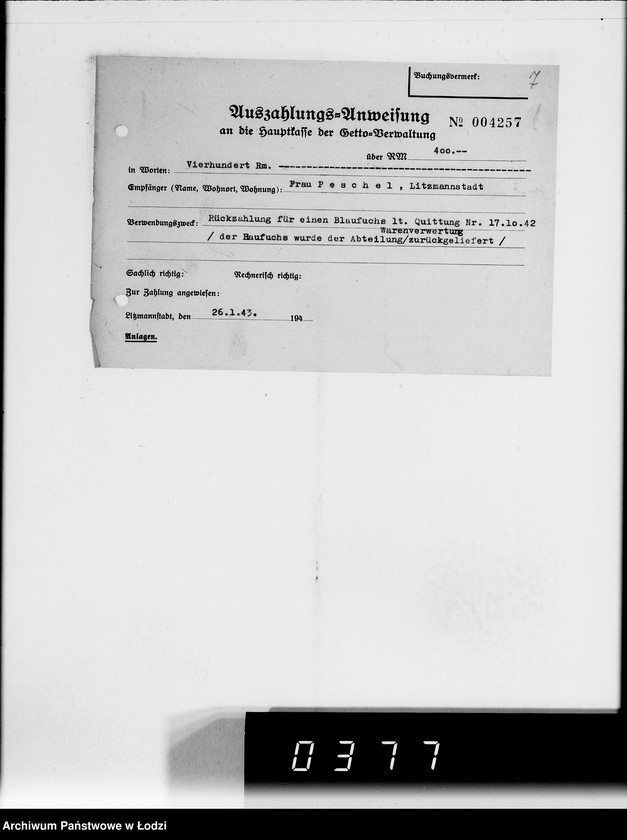 Buchungsvermerk:
7
Auszahlungs=Anweisung
№ 004257
an die Hauptkasse der Getto=Verwaltung
über RM 400.--
in Worten: Vierhundert Rm. ------------------------------
Empfänger (Name, Wohnort, Wohnung): Frau P e s c h e l , Litzmannstadt
Verwendungszweck: Rückzahlung für einen Blaufuchs lt. Quittung Nr. 17.10.42
Warenverwertung
/ der Baufuchs wurde der Abteilung/zurückgeliefert /
Sachlich richtig: Rechnerisch richtig:
Zur Zahlung angewiesen:
Litzmannstadt, den 26.1.43. 194
Anlagen.
0377
Archiwum Państwowe w Łodzi